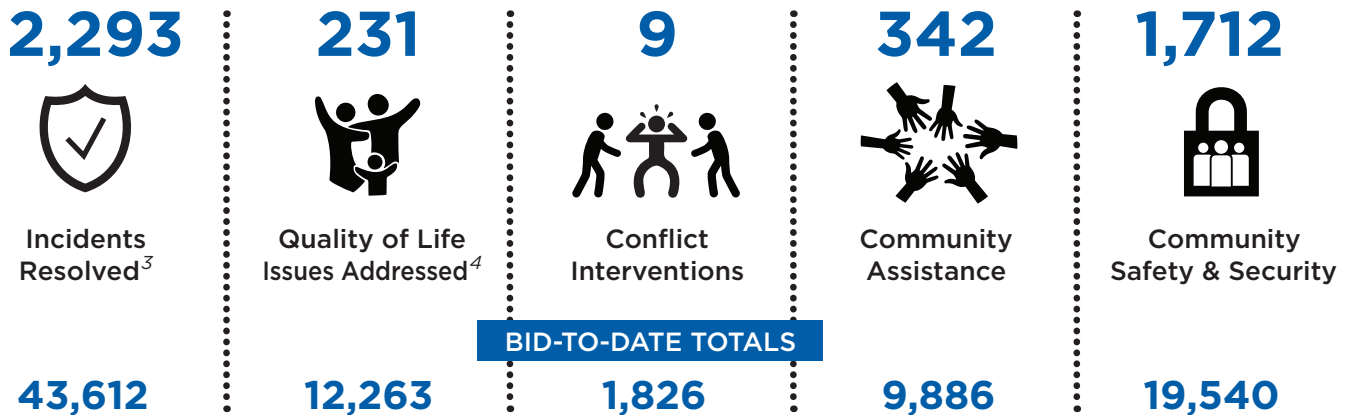 2,293 231 9 342 1,712
Incidents Quality of Life Conflict Community Community
Resolved³ Issues Addressed⁴ Interventions Assistance Safety & Security
BID-TO-DATE TOTALS
43,612 12,263 1,826 9,886 19,540